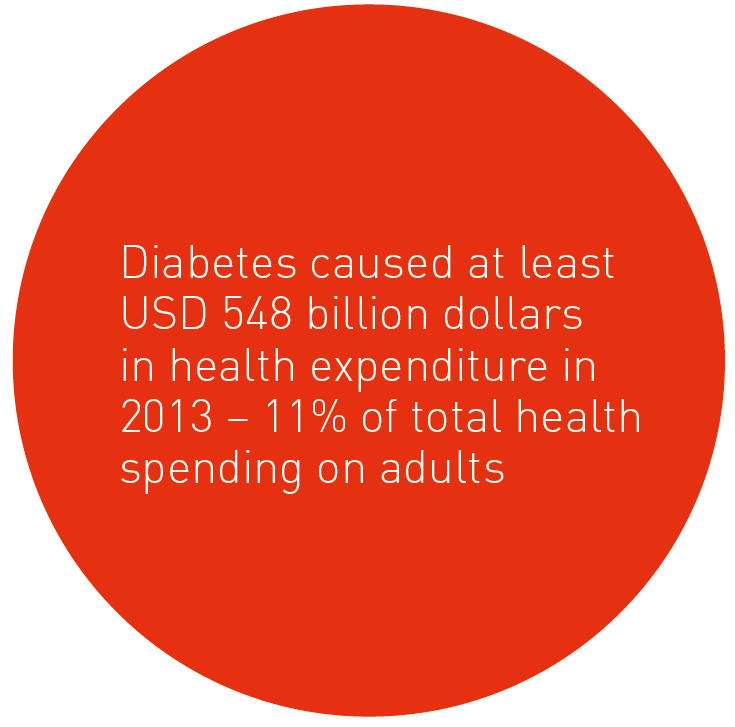 Diabetes caused at least
USD 548 billion dollars
in health expenditure in
2013 – 11% of total health
spending on adults